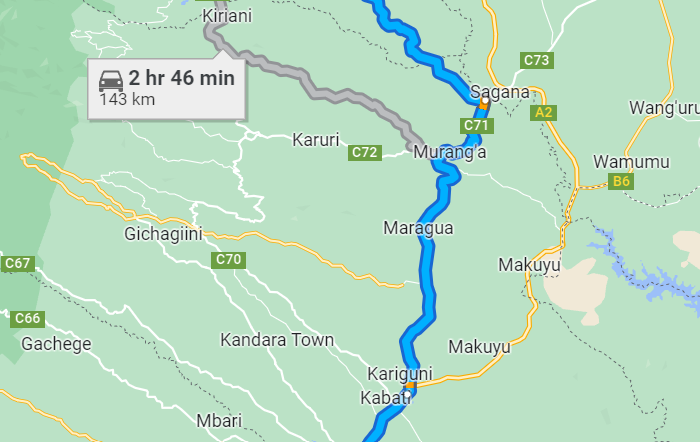 Kiriani
2 hr 46 min
143 km
C73
Sagana
A2
Wang'uru
C71
Karuri
C72
Murang'a
Wamumu
B6
Maragua
Gichagiini
C70
C67
Makuyu
C66
Gachege
Kandara Town
Makuyu
Kariguni
Kabati
Mbari